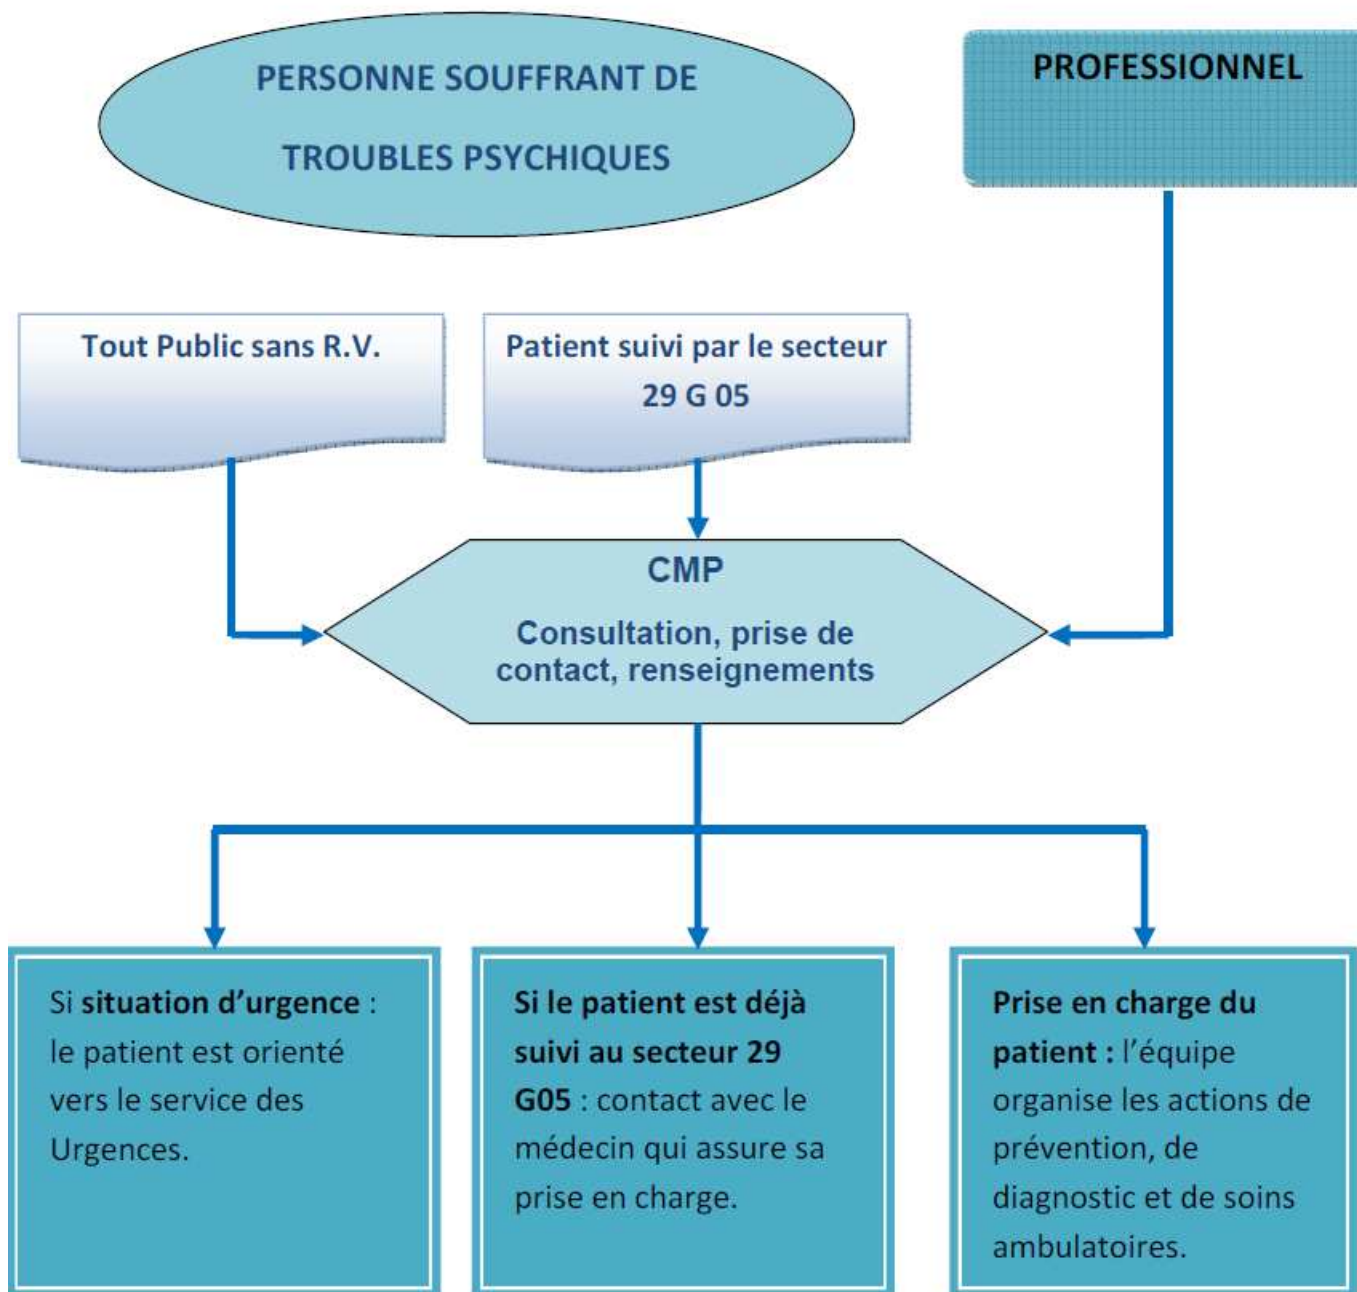 PERSONNE SOUFFRANT DE
TROUBLES PSYCHIQUES
PROFESSIONNEL
Tout Public sans R.V.
Patient suivi par le secteur
29 G 05
CMP
Consultation, prise de
contact, renseignements
Si situation d’urgence :
le patient est orienté
vers le service des
Urgences.
Si le patient est déjà
suivi au secteur 29
G05 : contact avec le
médecin qui assure sa
prise en charge.
Prise en charge du
patient : l’équipe
organise les actions de
prévention, de
diagnostic et de soins
ambulatoires.